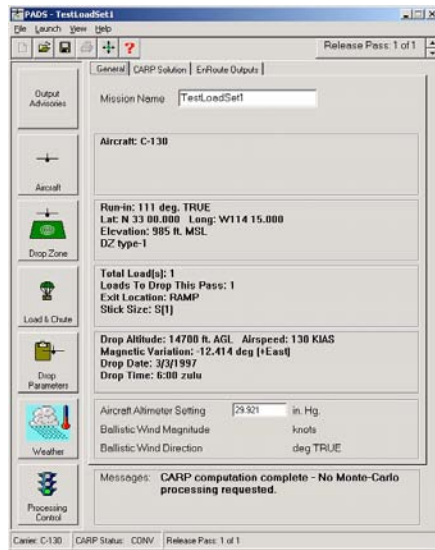 PADS - TestLoadSet1
File Launch View Help
Release Pass: 1 of 1
General CARP Solution EnRoute Outputs
Output
Advisories
Mission Name TestLoadSet1
Aircraft: C-130
Aircraft
Run-in: 111 deg. TRUE
Lat: N 33 00.000 Long: W114 15.000
Elevation: 985 ft. MSL
DZ type-1
Drop Zone
Total Load(s): 1
Loads To Drop This Pass: 1
Exit Location: RAMP
Stick Size: S(1)
Load & Chute
Drop Altitude: 14700 ft. AGL Airspeed: 130 KIAS
Magnetic Variation: -12.414 deg (+East)
Drop Date: 3/3/1997
Drop Time: 6:00 zulu
Drop
Parameters
Aircraft Altimeter Setting 29.921 in. Hg.
Ballistic Wind Magnitude knots
Ballistic Wind Direction deg TRUE
Weather
Messages: CARP computation complete - No Monte-Carlo
processing requested.
Processing
Control
Carrier: C-130 CARP Status: CONV Release Pass: 1 of 1